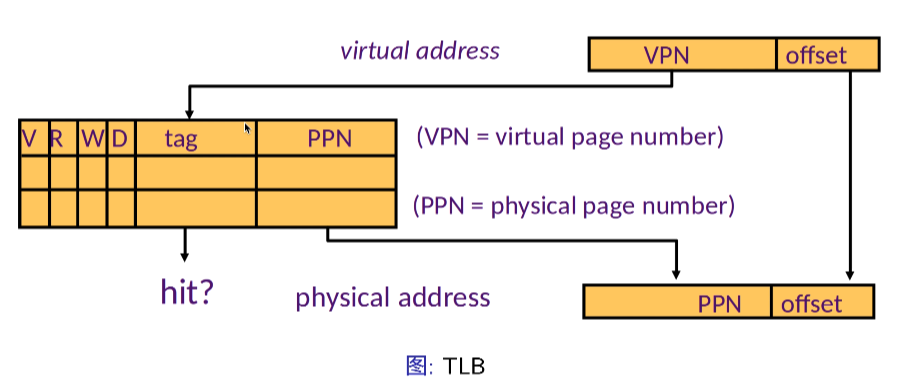 virtual address
VPN offset
V R W D tag PPN
(VPN = virtual page number)
(PPN = physical page number)
hit?
physical address
PPN offset
图: TLB